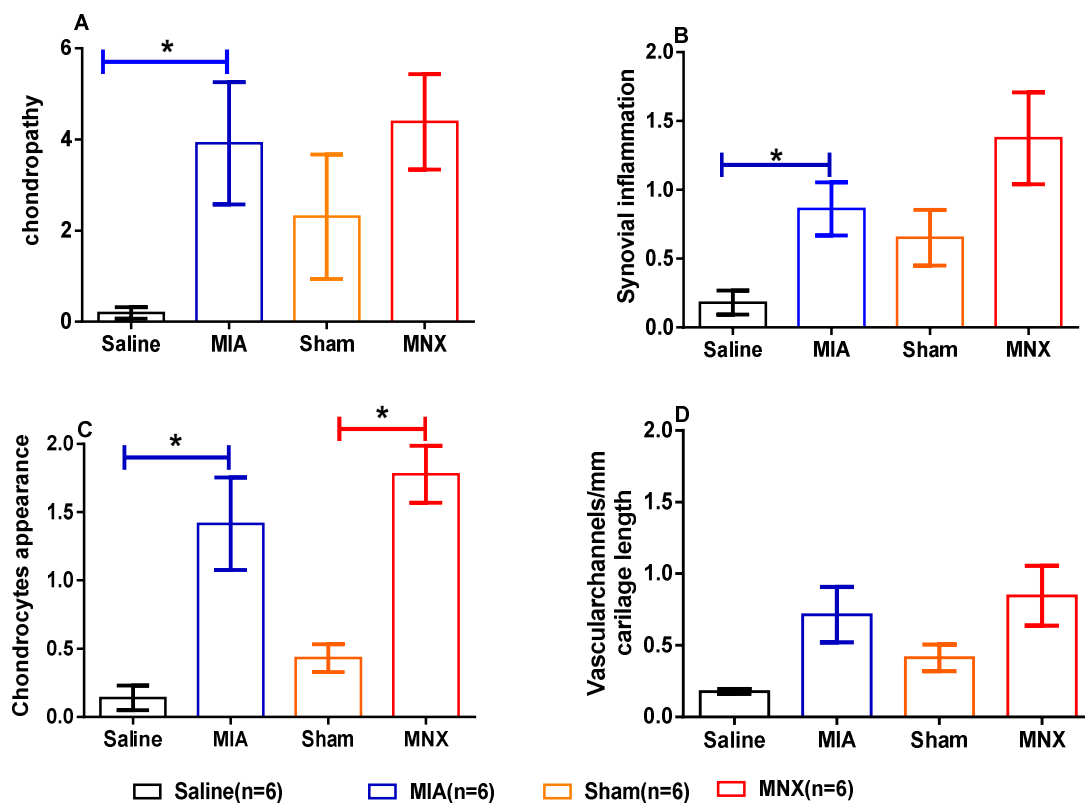 A
*
chondropathy
6
4
2
0
Saline MIA Sham MNX
B
*
Synovial inflammation
2.0
1.5
1.0
0.5
0.0
Saline MIA Sham MNX
C
* *
Chondrocytes appearance
2.0
1.5
1.0
0.5
0.0
Saline MIA Sham MNX
D
Vascularchannels/mm
carilage length
2.0
1.5
1.0
0.5
0.0
Saline MIA Sham MNX
Saline(n=6) MIA(n=6) Sham(n=6) MNX(n=6)